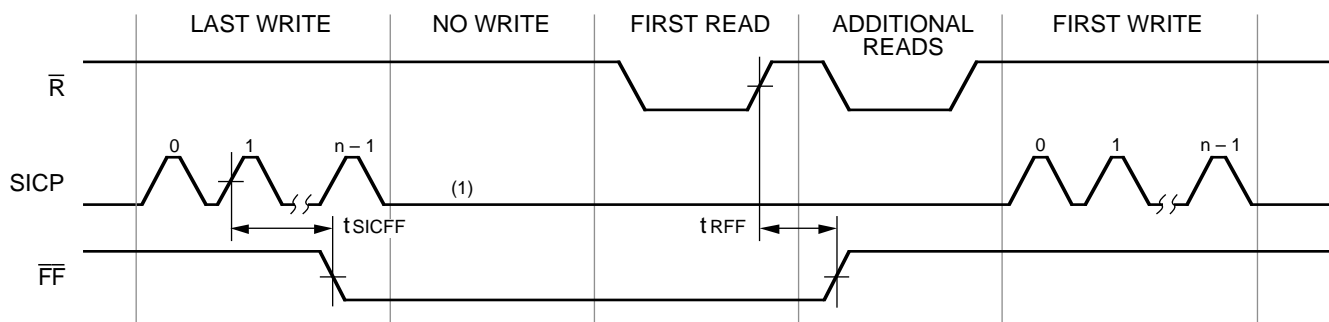 LAST WRITE NO WRITE FIRST READ ADDITIONAL READS FIRST WRITE
R̅
0 1 n – 1 0 1 n – 1
SICP (1)
tSICFF tRFF
F̅F̅